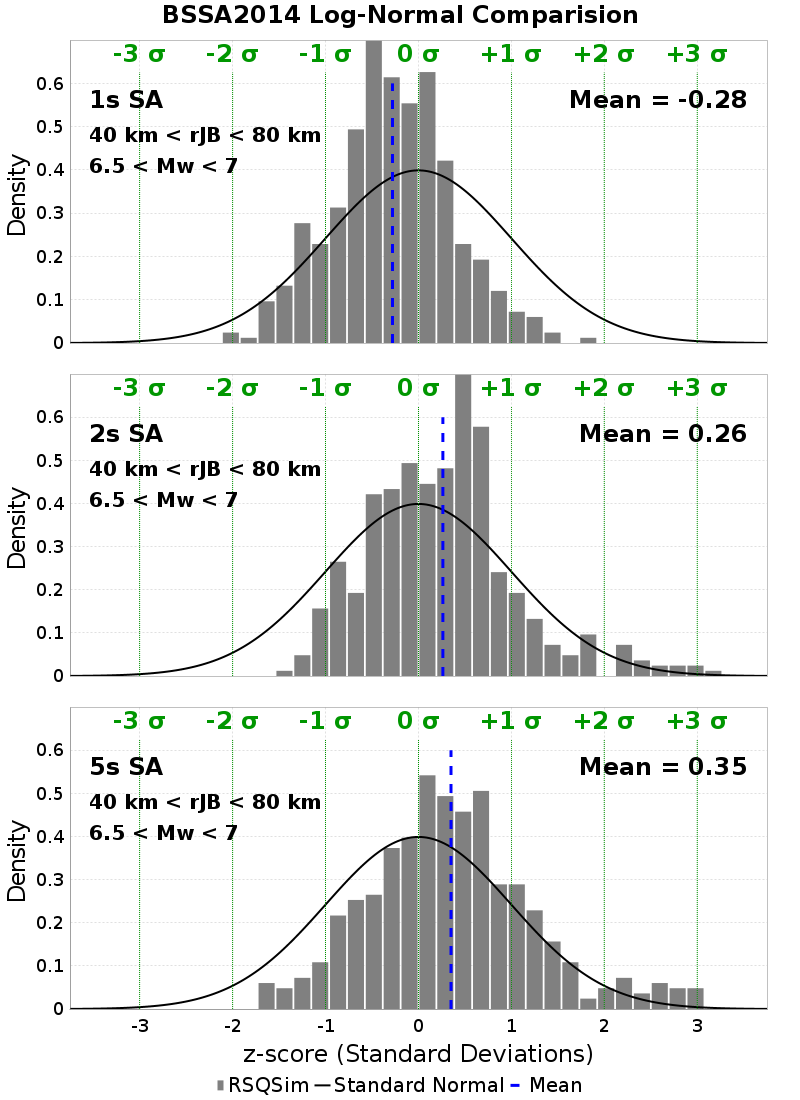 BSSA2014 Log-Normal Comparision
-3 σ -2 σ -1 σ 0 σ +1 σ +2 σ +3 σ
1s SA Mean = -0.28
40 km < rJB < 80 km
6.5 < Mw < 7
Density
0.6
0.5
0.4
0.3
0.2
0.1
0
-3 σ -2 σ -1 σ 0 σ +1 σ +2 σ +3 σ
2s SA Mean = 0.26
40 km < rJB < 80 km
6.5 < Mw < 7
Density
0.6
0.5
0.4
0.3
0.2
0.1
0
-3 σ -2 σ -1 σ 0 σ +1 σ +2 σ +3 σ
5s SA Mean = 0.35
40 km < rJB < 80 km
6.5 < Mw < 7
Density
0.6
0.5
0.4
0.3
0.2
0.1
0
-3 -2 -1 0 1 2 3
z-score (Standard Deviations)
RSQSim Standard Normal Mean